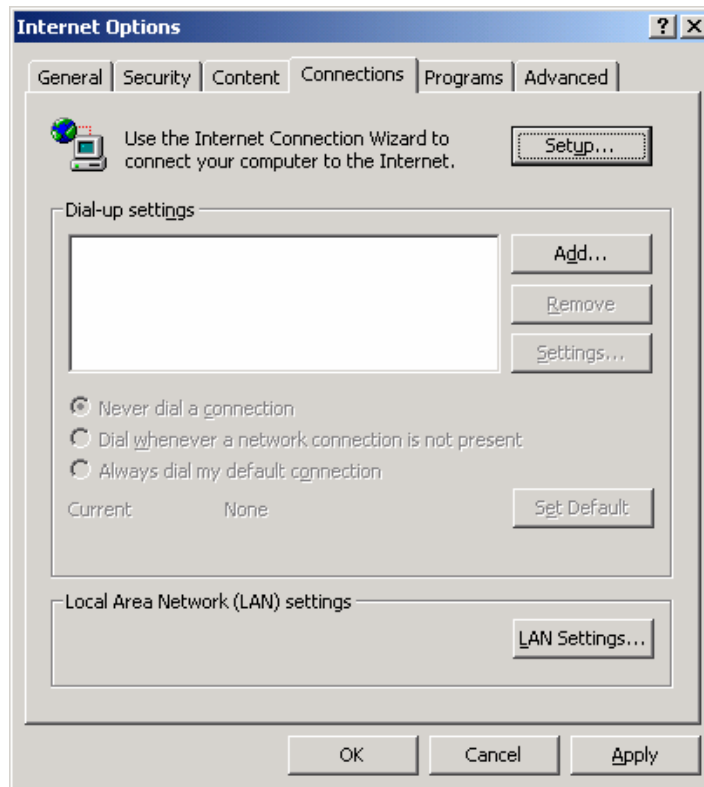 Internet Options
General Security Content Connections Programs Advanced
Use the Internet Connection Wizard to
connect your computer to the Internet.
Setup...
Dial-up settings
Add...
Remove
Settings...
Never dial a connection
Dial whenever a network connection is not present
Always dial my default connection
Current None
Set Default
Local Area Network (LAN) settings
LAN Settings...
OK Cancel Apply